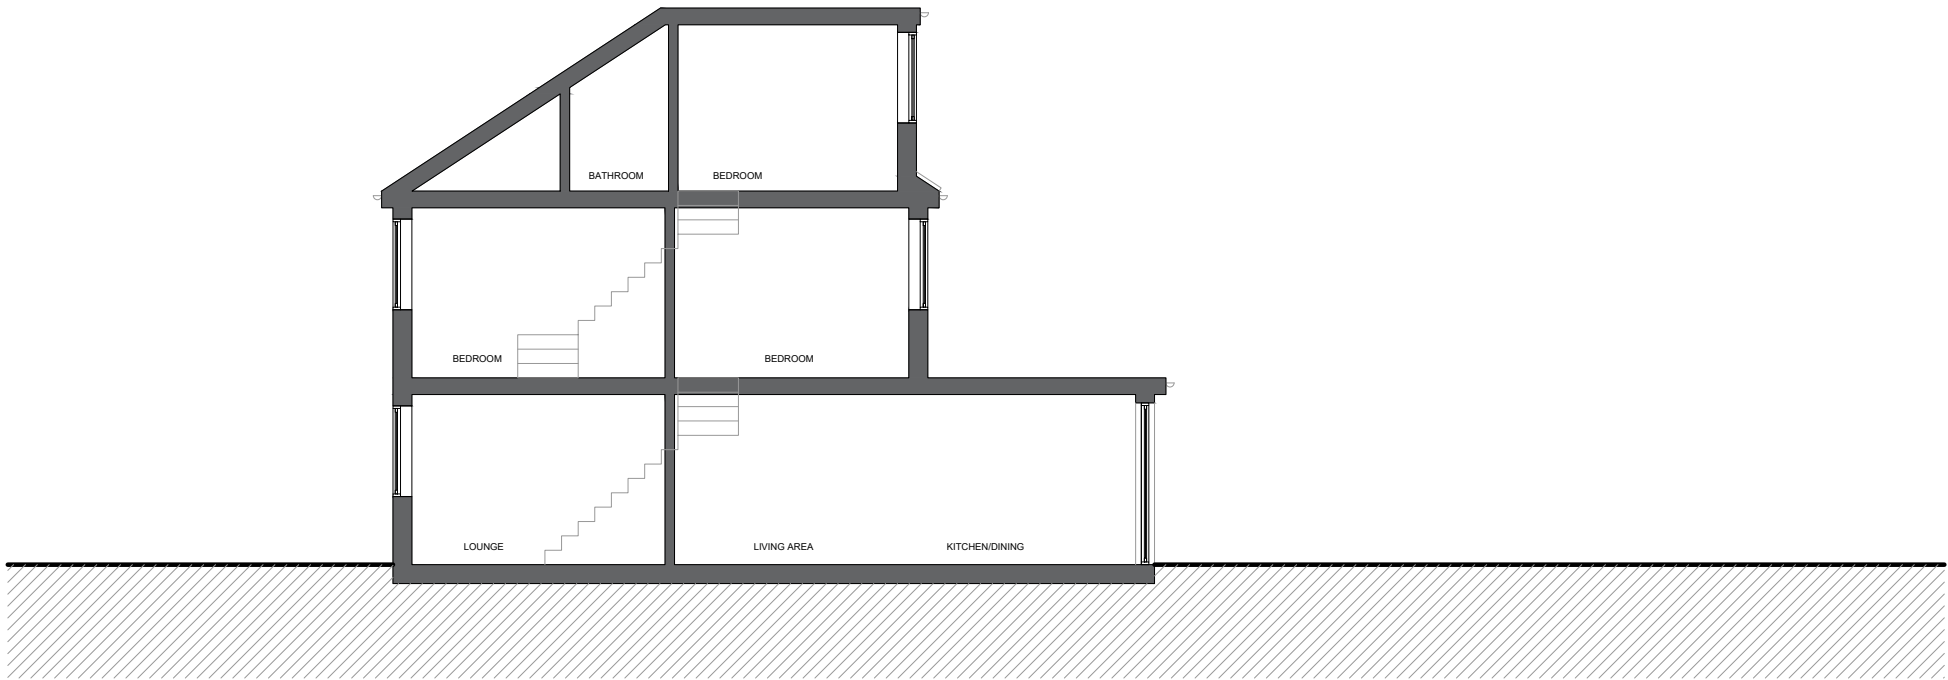 BATHROOM
BEDROOM
BEDROOM
BEDROOM
LOUNGE
LIVING AREA
KITCHEN/DINING